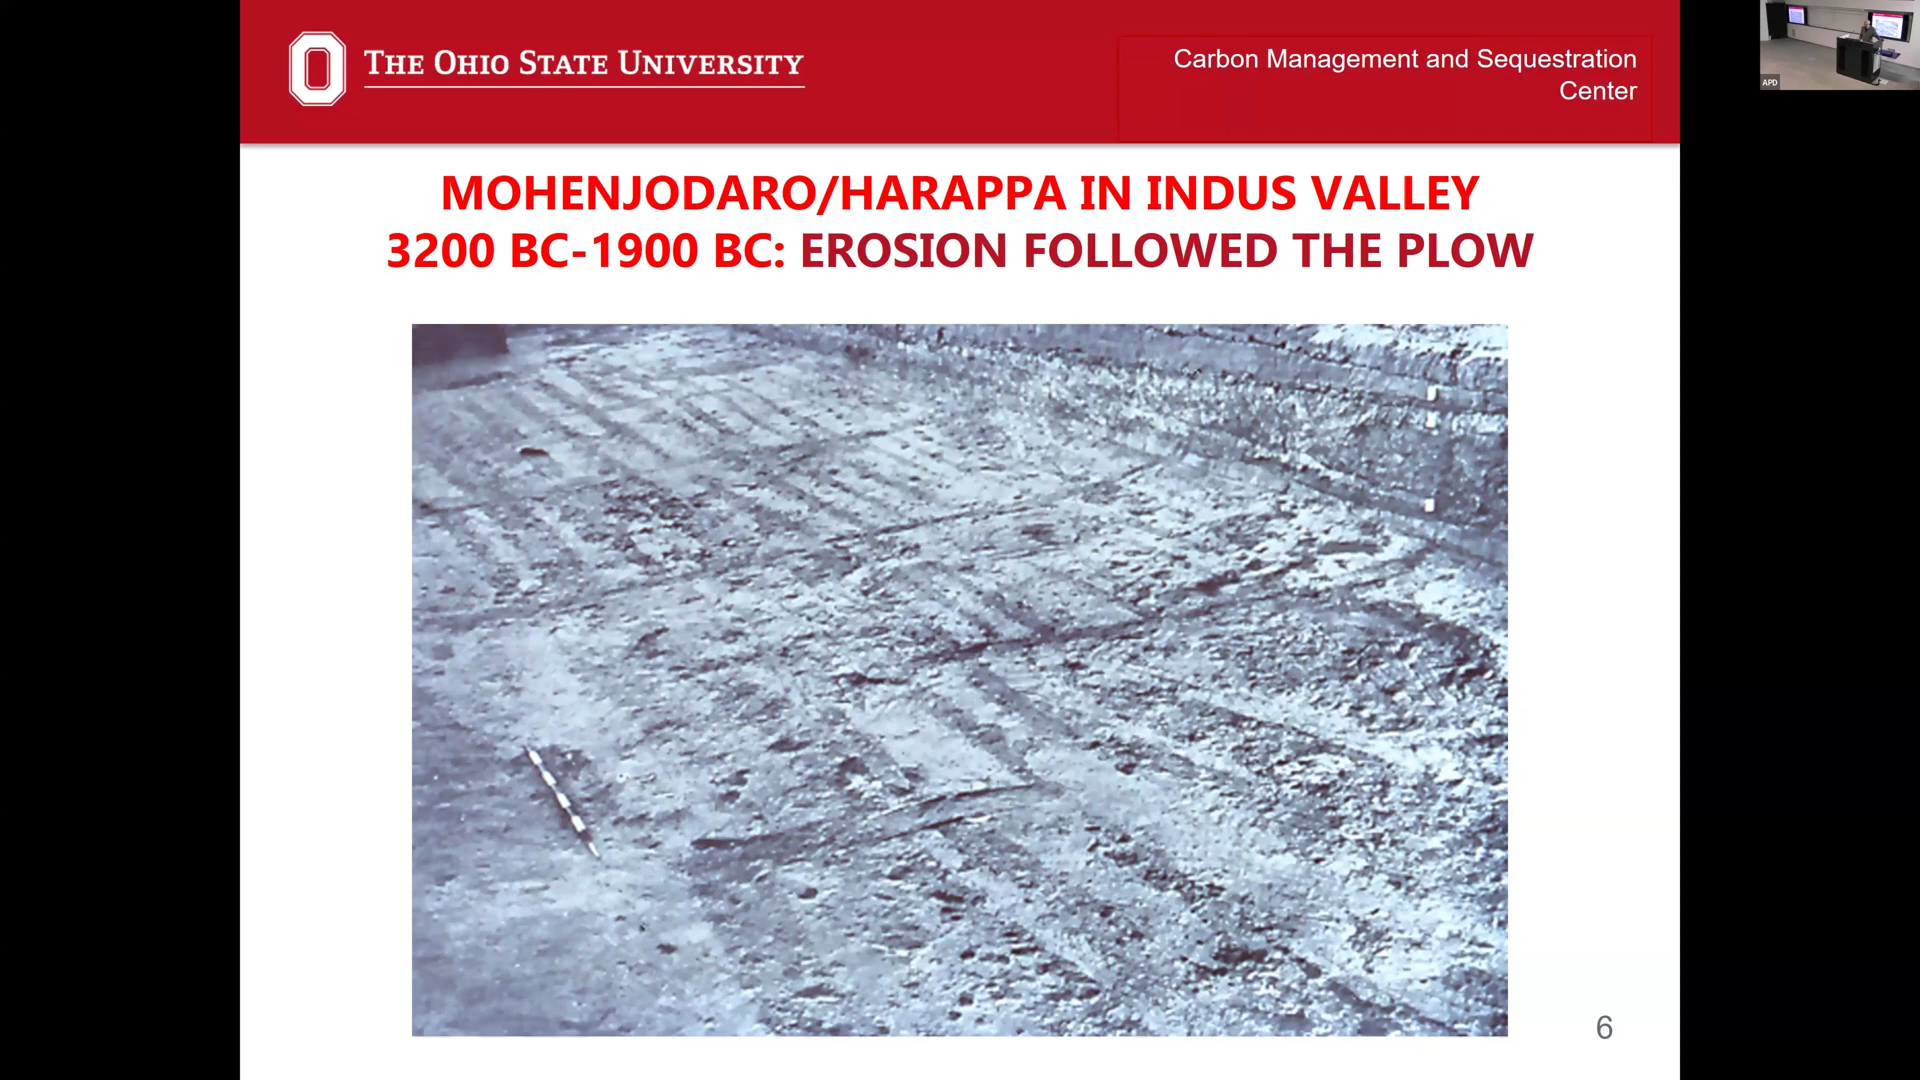 THE OHIO STATE UNIVERSITY
Carbon Management and Sequestration
Center
APD
MOHENJODARO/HARAPPA IN INDUS VALLEY
3200 BC-1900 BC: EROSION FOLLOWED THE PLOW
6